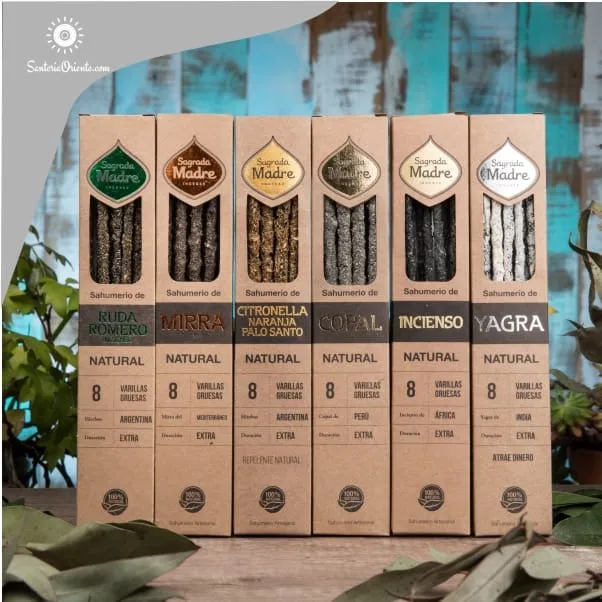 SanteriaOriente.com
Sagrada
Madre
INCENSE
Sahumerio de
RUDA
ROMERO
INCIENSO
NATURAL
8
VARILLAS
GRUESAS
Hierbas
ARGENTINA
Duración
EXTRA
100%
NATURAL
Sahumerio Artesanal
Sagrada
Madre
INCENSE
Sahumerio de
MIRRA
NATURAL
8
VARILLAS
GRUESAS
Mirra del
MEDITERRÁNEO
Duración
EXTRA
100%
NATURAL
Sahumerio Artesanal
Sagrada
Madre
INCENSE
Sahumerio de
CITRONELLA
NARANJA
PALO SANTO
NATURAL
8
VARILLAS
GRUESAS
Hierbas
ARGENTINA
Duración
EXTRA
REPELENTE NATURAL
100%
NATURAL
Sahumerio Artesanal
Sagrada
Madre
INCENSE
Sahumerio de
COPAL
NATURAL
8
VARILLAS
GRUESAS
Copal de
PERÚ
Duración
EXTRA
100%
NATURAL
Sahumerio Artesanal
Sagrada
Madre
INCENSE
Sahumerio de
INCIENSO
NATURAL
8
VARILLAS
GRUESAS
Incienso de
ÁFRICA
Duración
EXTRA
100%
NATURAL
Sahumerio Artesanal
Sagrada
Madre
INCENSE
Sahumerio de
YAGRA
NATURAL
8
VARILLAS
GRUESAS
Yagra de
INDIA
Duración
EXTRA
ATRAE DINERO
100%
NATURAL
Sahumerio Artesanal